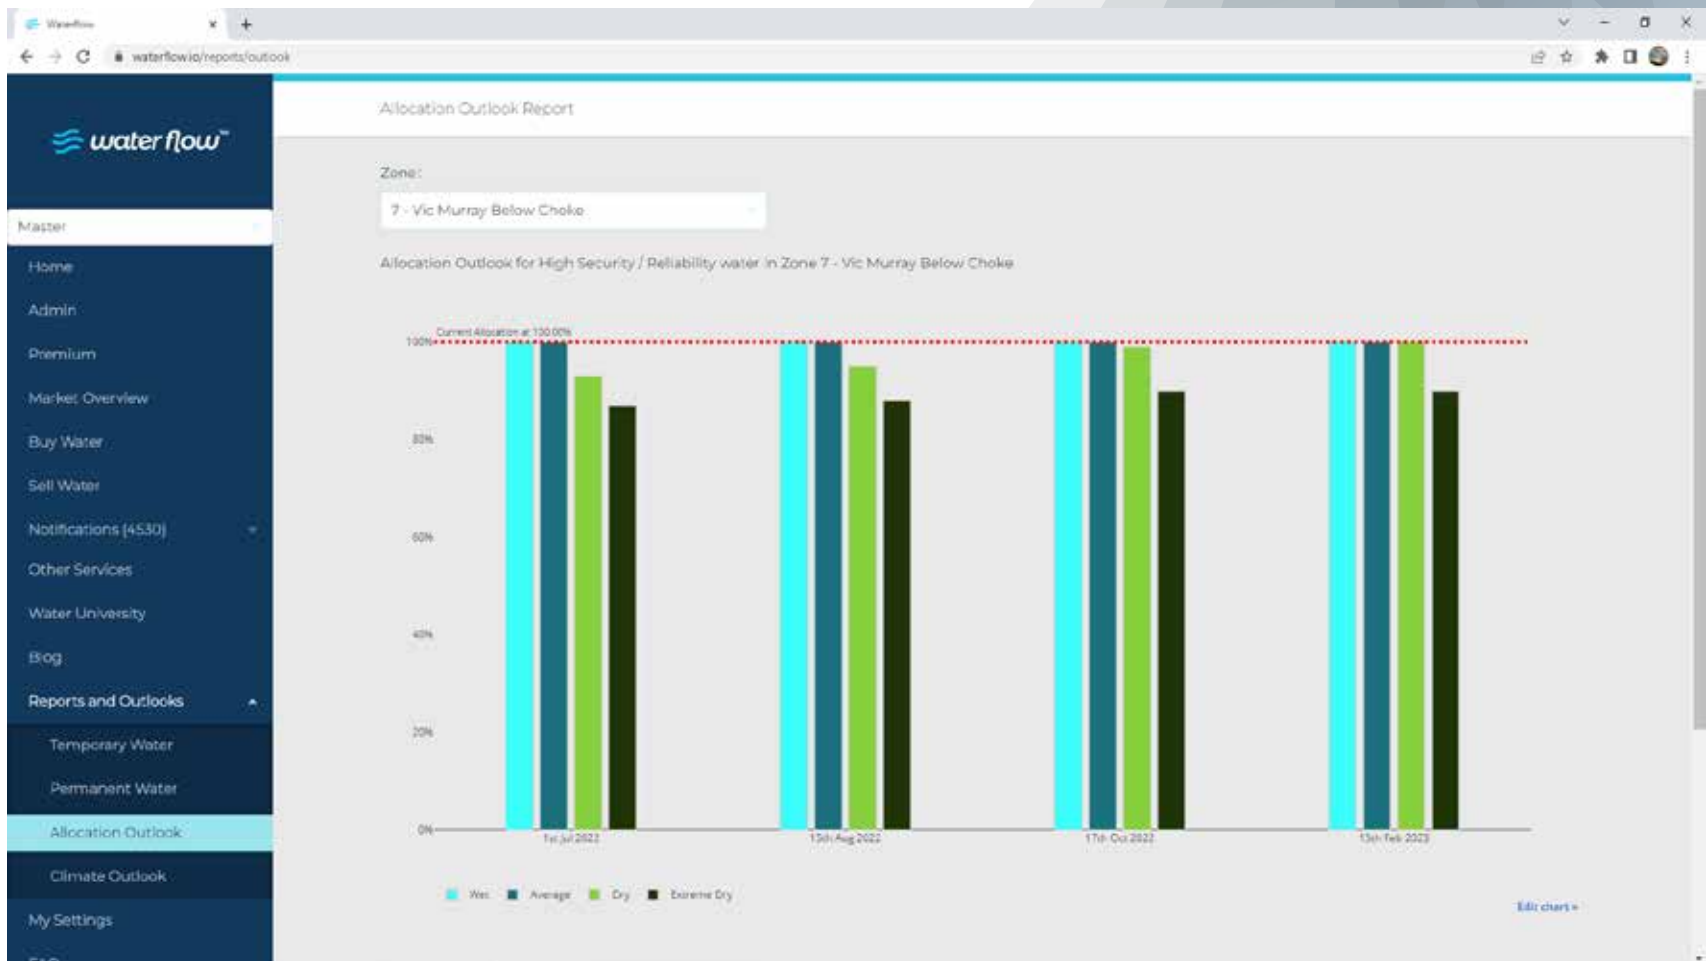 Waterflow
waterflow.io/reports/outlook
Allocation Outlook Report
water flow™
Zone:
7 - Vic Murray Below Choke
Master
Allocation Outlook for High Security / Reliability water in Zone 7 - Vic Murray Below Choke
Home
Admin
Premium
Market Overview
Buy Water
Sell Water
Notifications (4530)
Other Services
Water University
Blog
Reports and Outlooks
Temporary Water
Permanent Water
Allocation Outlook
Climate Outlook
My Settings
FAQ
Current Allocation at 100.00%
100%
80%
60%
40%
20%
0%
1st Jul 2022
15th Aug 2022
17th Oct 2022
15th Feb 2023
Wet Average Dry Extreme Dry
Edit chart »